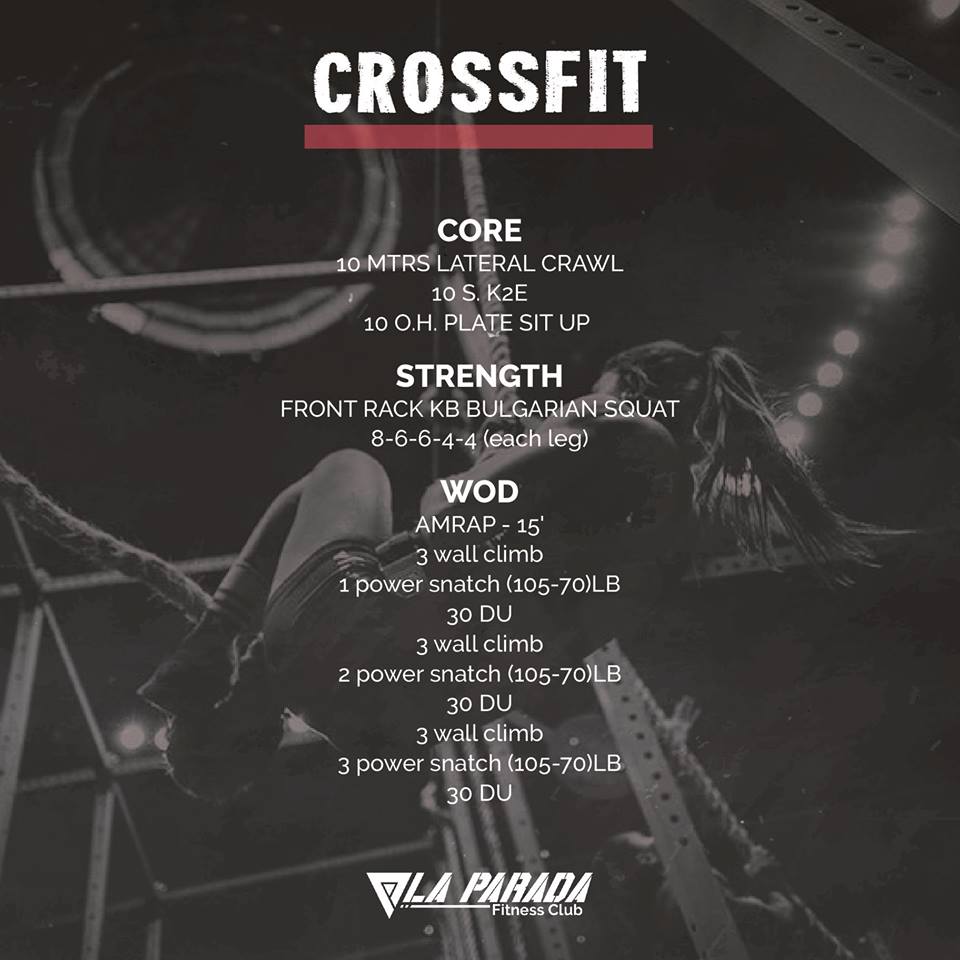 CROSSFIT
CORE
10 MTRS LATERAL CRAWL
10 S. K2E
10 O.H. PLATE SIT UP
STRENGTH
FRONT RACK KB BULGARIAN SQUAT
8-6-6-4-4 (each leg)
WOD
AMRAP - 15'
3 wall climb
1 power snatch (105-70)LB
30 DU
3 wall climb
2 power snatch (105-70)LB
30 DU
3 wall climb
3 power snatch (105-70)LB
30 DU
LA PARADA
Fitness Club